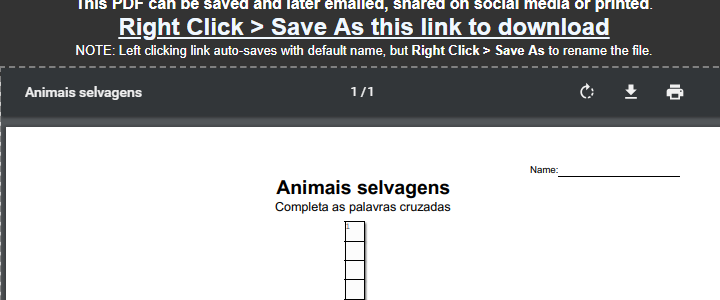 This PDF can be saved and later emailed, shared on social media or printed.
Right Click > Save As this link to download
NOTE: Left clicking link auto-saves with default name, but Right Click > Save As to rename the file.
Animais selvagens
1 / 1
Name:
Animais selvagens
Completa as palavras cruzadas
1